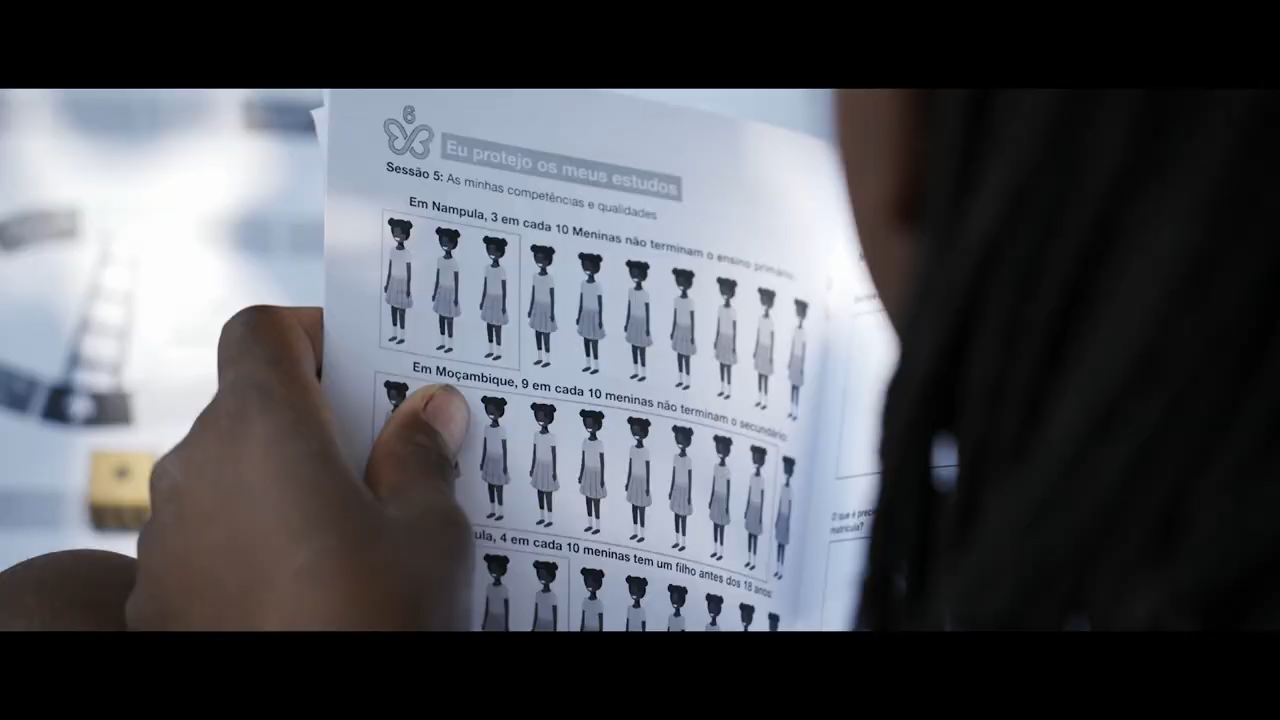 6
Eu protejo os meus estudos
Sessão 5: As minhas competências e qualidades
Em Nampula, 3 em cada 10 Meninas não terminam o ensino primário.
Em Moçambique, 9 em cada 10 meninas não terminam o secundário.
ula, 4 em cada 10 meninas tem um filho antes dos 18 anos
O que é
matrícula?